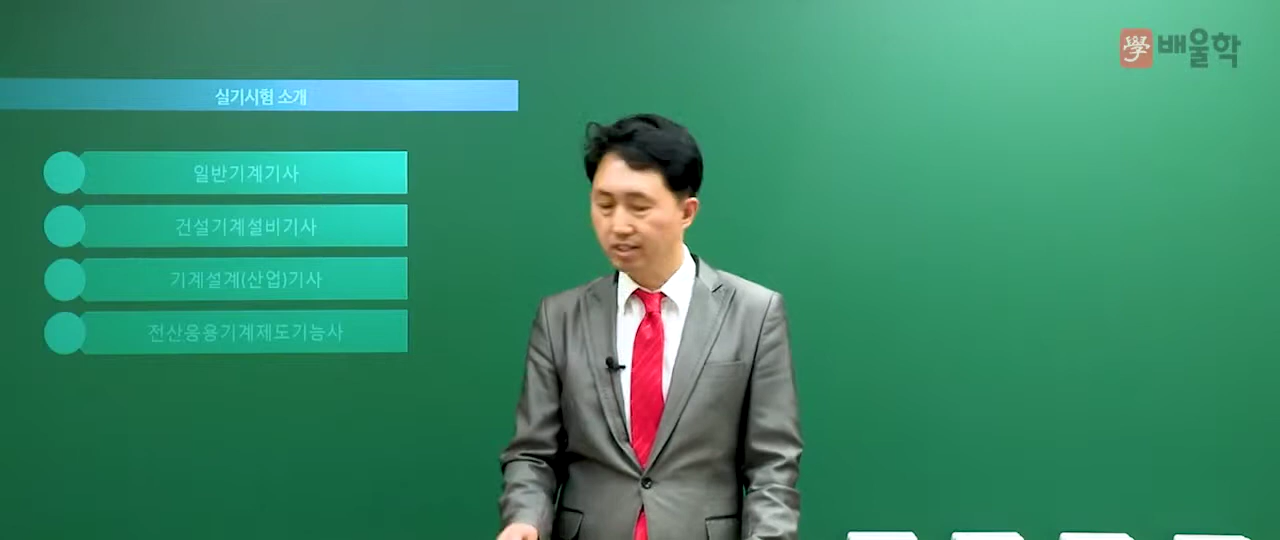 學 배울학
실기시험 소개
일반기계기사
건설기계설비기사
기계설계(산업)기사
전산응용기계제도기능사